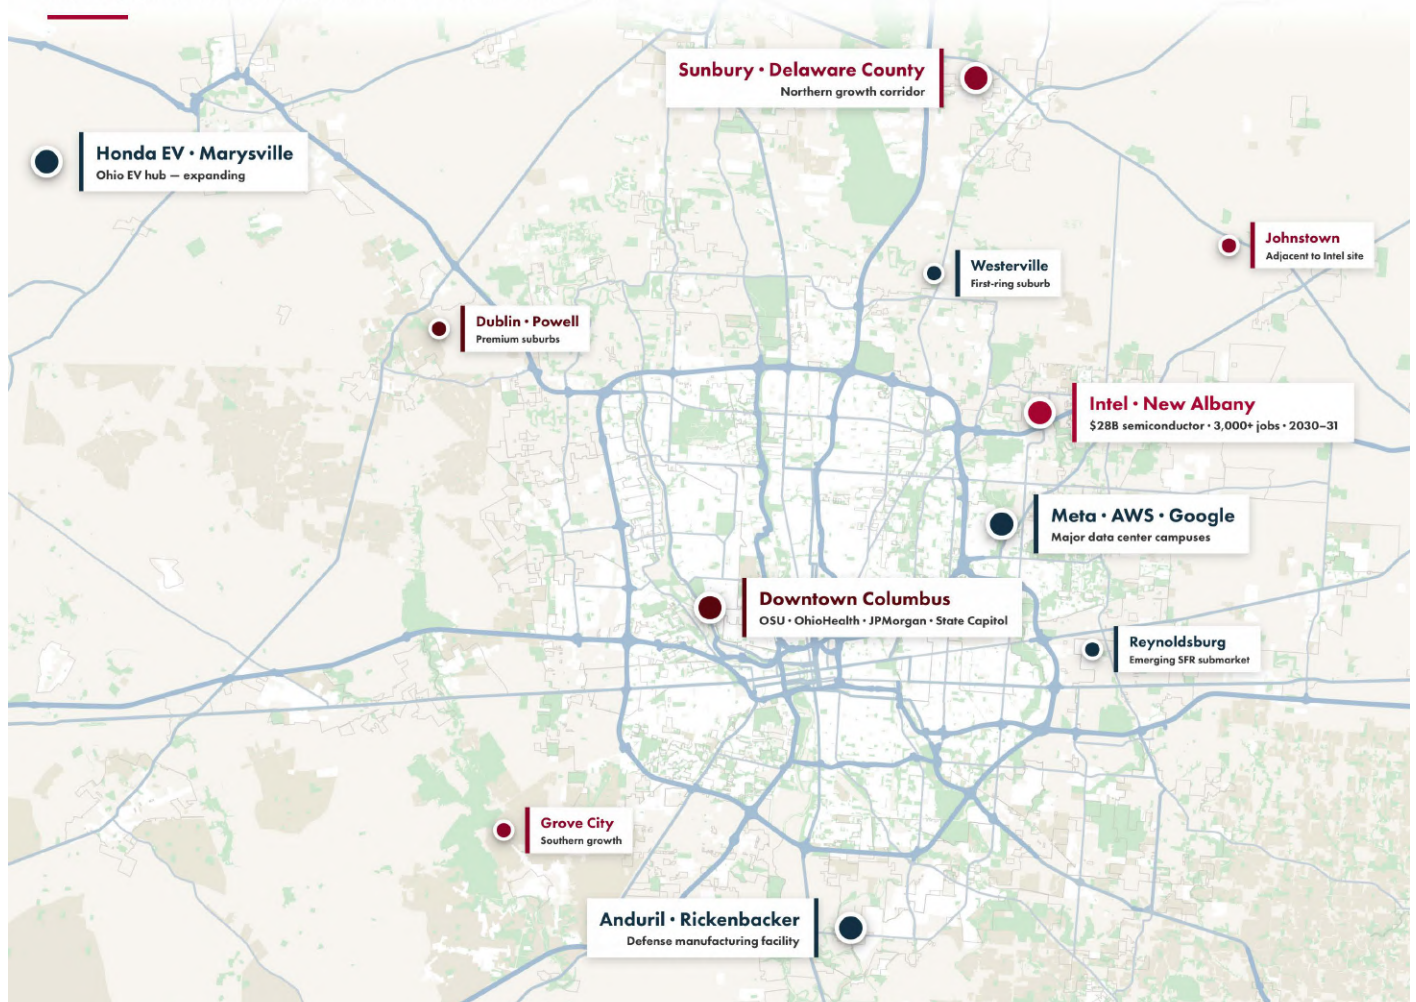 Sunbury • Delaware County
Northern growth corridor
Honda EV • Marysville
Ohio EV hub — expanding
Johnstown
Adjacent to Intel site
Westerville
First-ring suburb
Dublin • Powell
Premium suburbs
Intel • New Albany
$28B semiconductor • 3,000+ jobs • 2030–31
Meta • AWS • Google
Major data center campuses
Downtown Columbus
OSU • OhioHealth • JPMorgan • State Capitol
Reynoldsburg
Emerging SFR submarket
Grove City
Southern growth
Anduril • Rickenbacker
Defense manufacturing facility